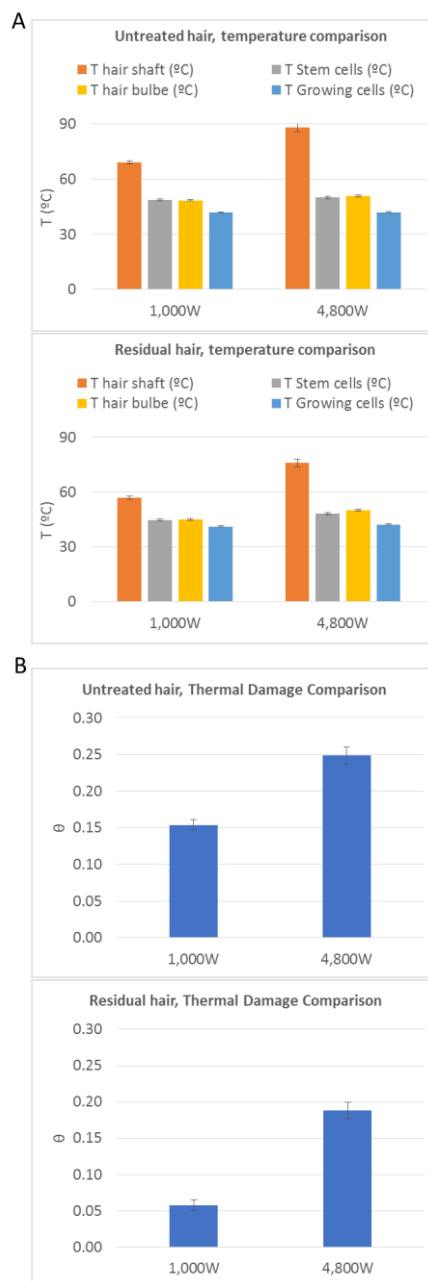 A
Untreated hair, temperature comparison
T hair shaft (ºC) T Stem cells (ºC)
T hair bulbe (ºC) T Growing cells (ºC)
90
60
30
0
T (ºC)
1,000W 4,800W
Residual hair, temperature comparison
T hair shaft (ºC) T Stem cells (ºC)
T hair bulbe (ºC) T Growing cells (ºC)
90
60
30
0
T (ºC)
1,000W 4,800W
B
Untreated hair, Thermal Damage Comparison
0.30
0.25
0.20
0.15
0.10
0.05
0.00
θ
1,000W 4,800W
Residual hair, Thermal Damage Comparison
0.30
0.25
0.20
0.15
0.10
0.05
0.00
θ
1,000W 4,800W